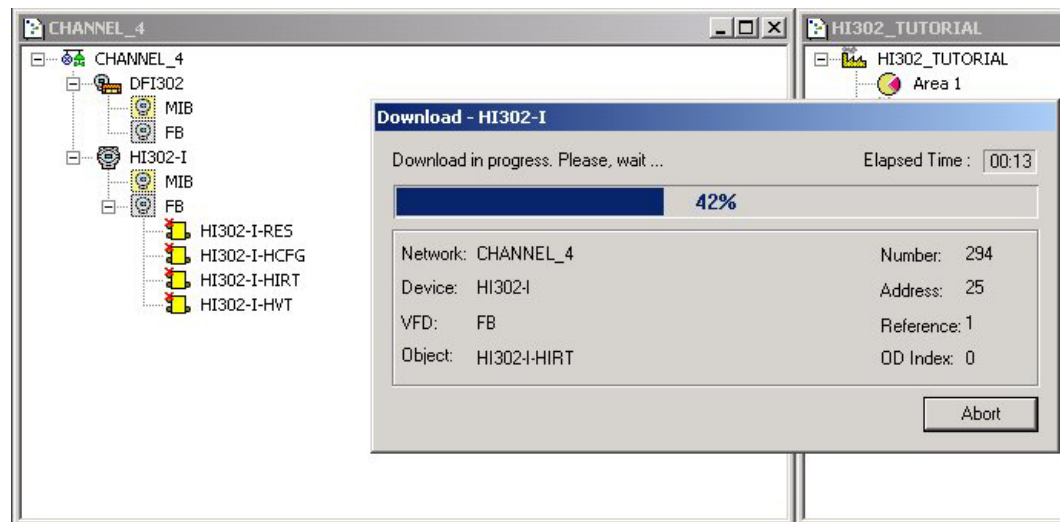 CHANNEL_4
CHANNEL_4
DFI302
MIB
FB
HI302-I
MIB
FB
HI302-I-RES
HI302-I-HCFG
HI302-I-HIRT
HI302-I-HVT
HI302_TUTORIAL
HI302_TUTORIAL
Area 1
Download - HI302-I
Download in progress. Please, wait ...
Elapsed Time : 00:13
42%
Network: CHANNEL_4
Number: 294
Device: HI302-I
Address: 25
VFD: FB
Reference: 1
Object: HI302-I-HIRT
OD Index: 0
Abort